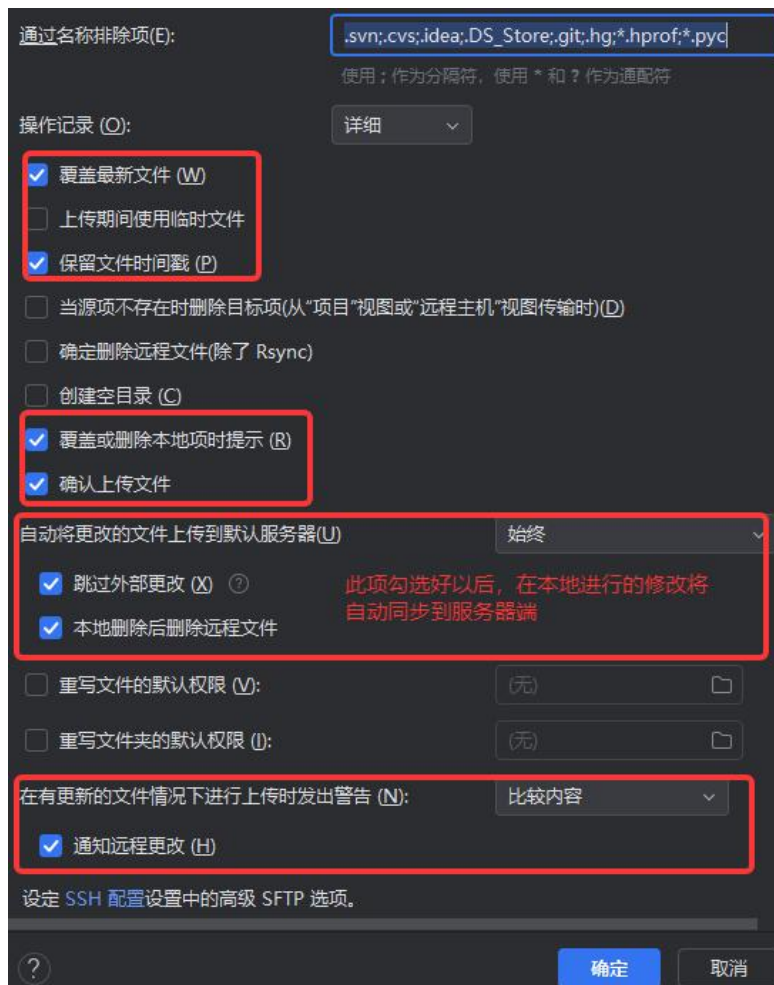 通过名称排除项(E):
.svn;.cvs;.idea;.DS_Store;.git;.hg;*.hprof;*.pyc
使用 ; 作为分隔符, 使用 * 和 ? 作为通配符
操作记录 (O):
详细
覆盖最新文件 (W)
上传期间使用临时文件
保留文件时间戳 (P)
当源项不存在时删除目标项(从“项目”视图或“远程主机”视图传输时)(D)
确定删除远程文件(除了 Rsync)
创建空目录 (C)
覆盖或删除本地项时提示 (R)
确认上传文件
自动将更改的文件上传到默认服务器(U)
始终
跳过外部更改 (X) ?
此项勾选好以后，在本地进行的修改将
自动同步到服务器端
本地删除后删除远程文件
重写文件的默认权限 (V):
(无)
重写文件夹的默认权限 (I):
(无)
在有更新的文件情况下进行上传时发出警告 (N):
比较内容
通知远程更改 (H)
设定 SSH 配置设置中的高级 SFTP 选项。
?
确定
取消